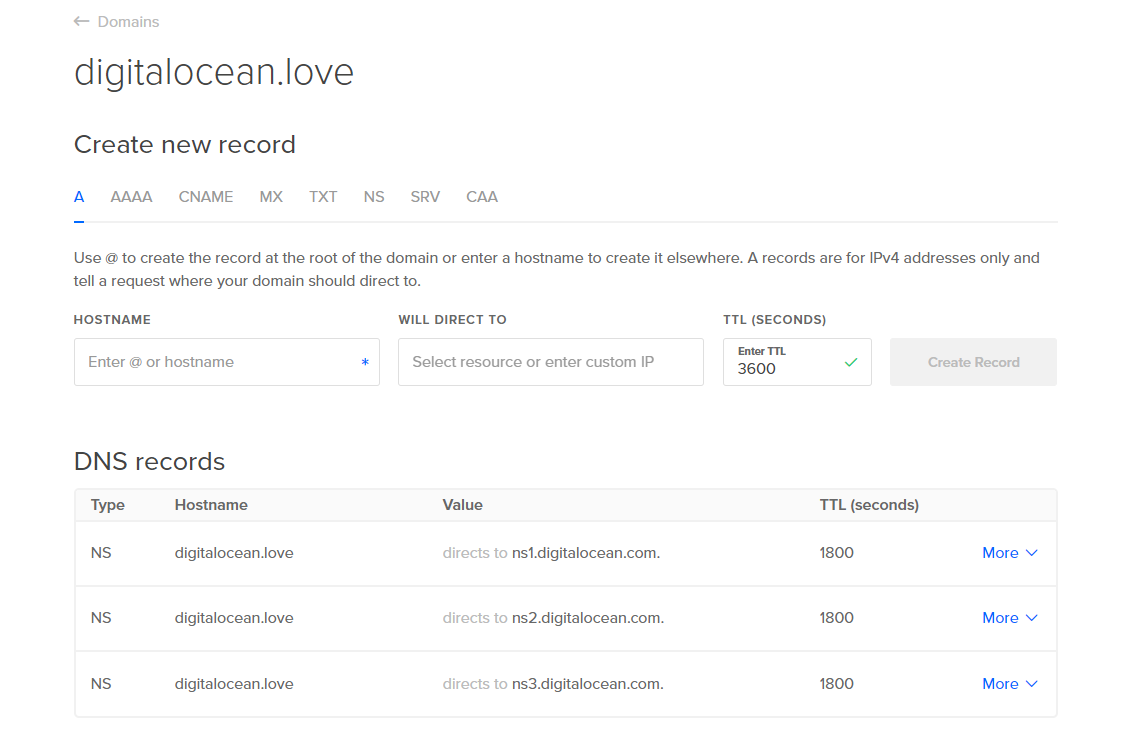 ← Domains
digitalocean.love
Create new record
A AAAA CNAME MX TXT NS SRV CAA
Use @ to create the record at the root of the domain or enter a hostname to create it elsewhere. A records are for IPv4 addresses only and
tell a request where your domain should direct to.
HOSTNAME WILL DIRECT TO TTL (SECONDS)
Enter @ or hostname * Select resource or enter custom IP Enter TTL
3600 Create Record
DNS records
Type Hostname Value TTL (seconds)
NS digitalocean.love directs to ns1.digitalocean.com. 1800 More
NS digitalocean.love directs to ns2.digitalocean.com. 1800 More
NS digitalocean.love directs to ns3.digitalocean.com. 1800 More